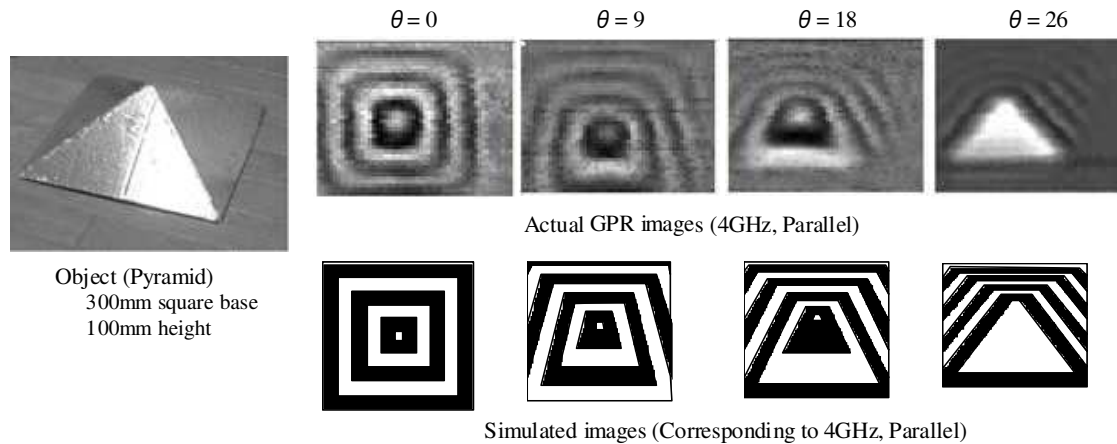 θ = 0
θ = 9
θ = 18
θ = 26
Actual GPR images (4GHz, Parallel)
Object (Pyramid)
300mm square base
100mm height
Simulated images (Corresponding to 4GHz, Parallel)